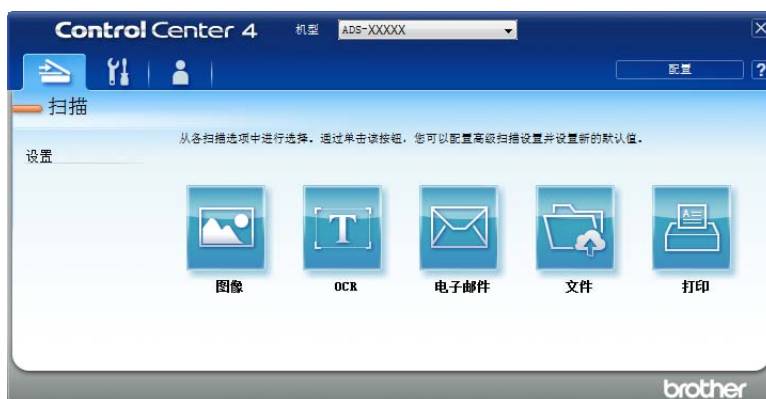 ControlCenter 4 机型 ADS-XXXXX X
配置 ?
扫描
从各扫描选项中进行选择。通过单击该按钮，您可以配置高级扫描设置并设置新的默认值。
设置
T A
图像 OCR 电子邮件 文件 打印
brother